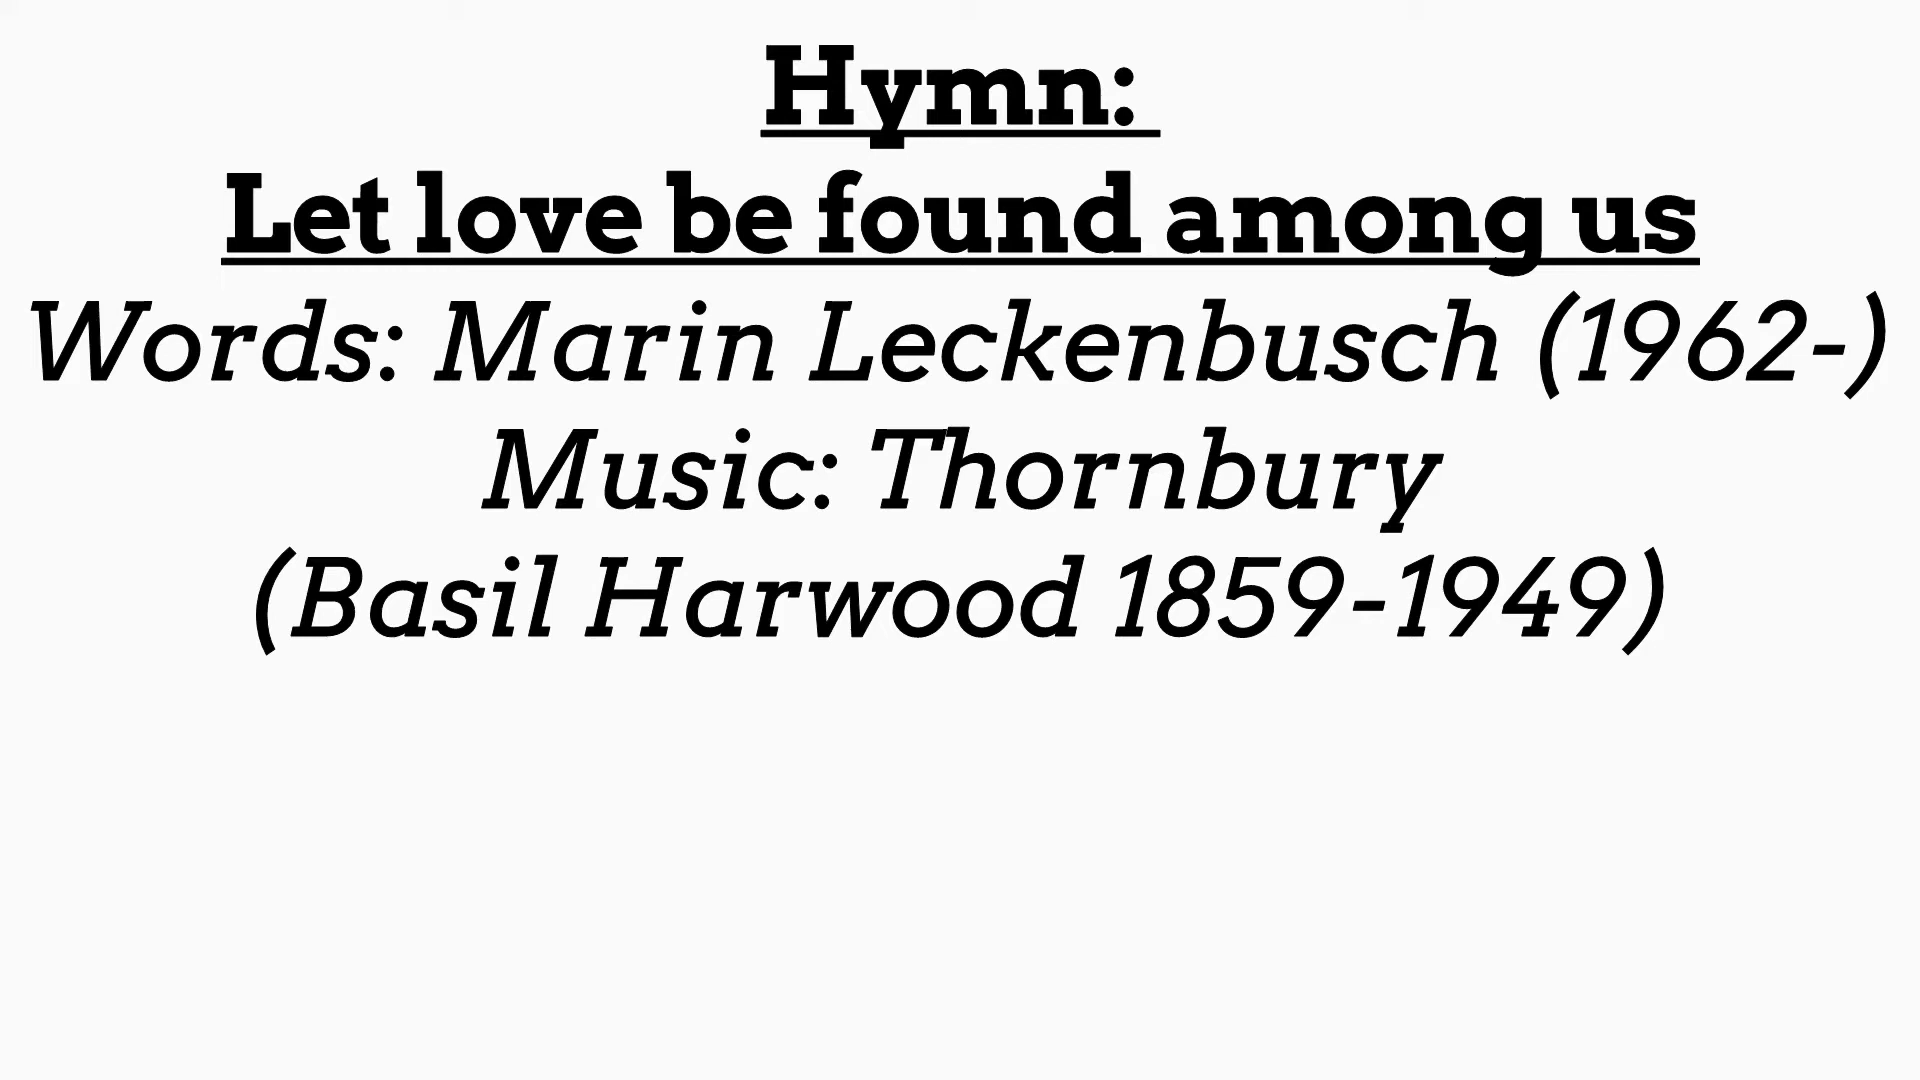 Hymn:
Let love be found among us
Words: Marin Leckenbusch (1962-)
Music: Thornbury
(Basil Harwood 1859-1949)